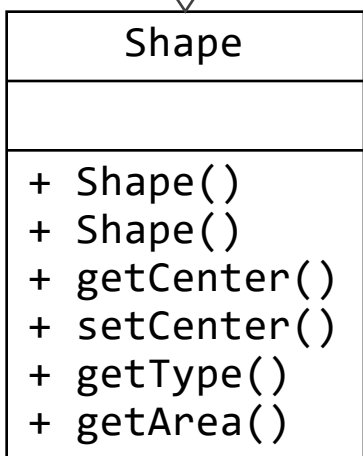 Shape
+ Shape()
+ Shape()
+ getCenter()
+ setCenter()
+ getType()
+ getArea()